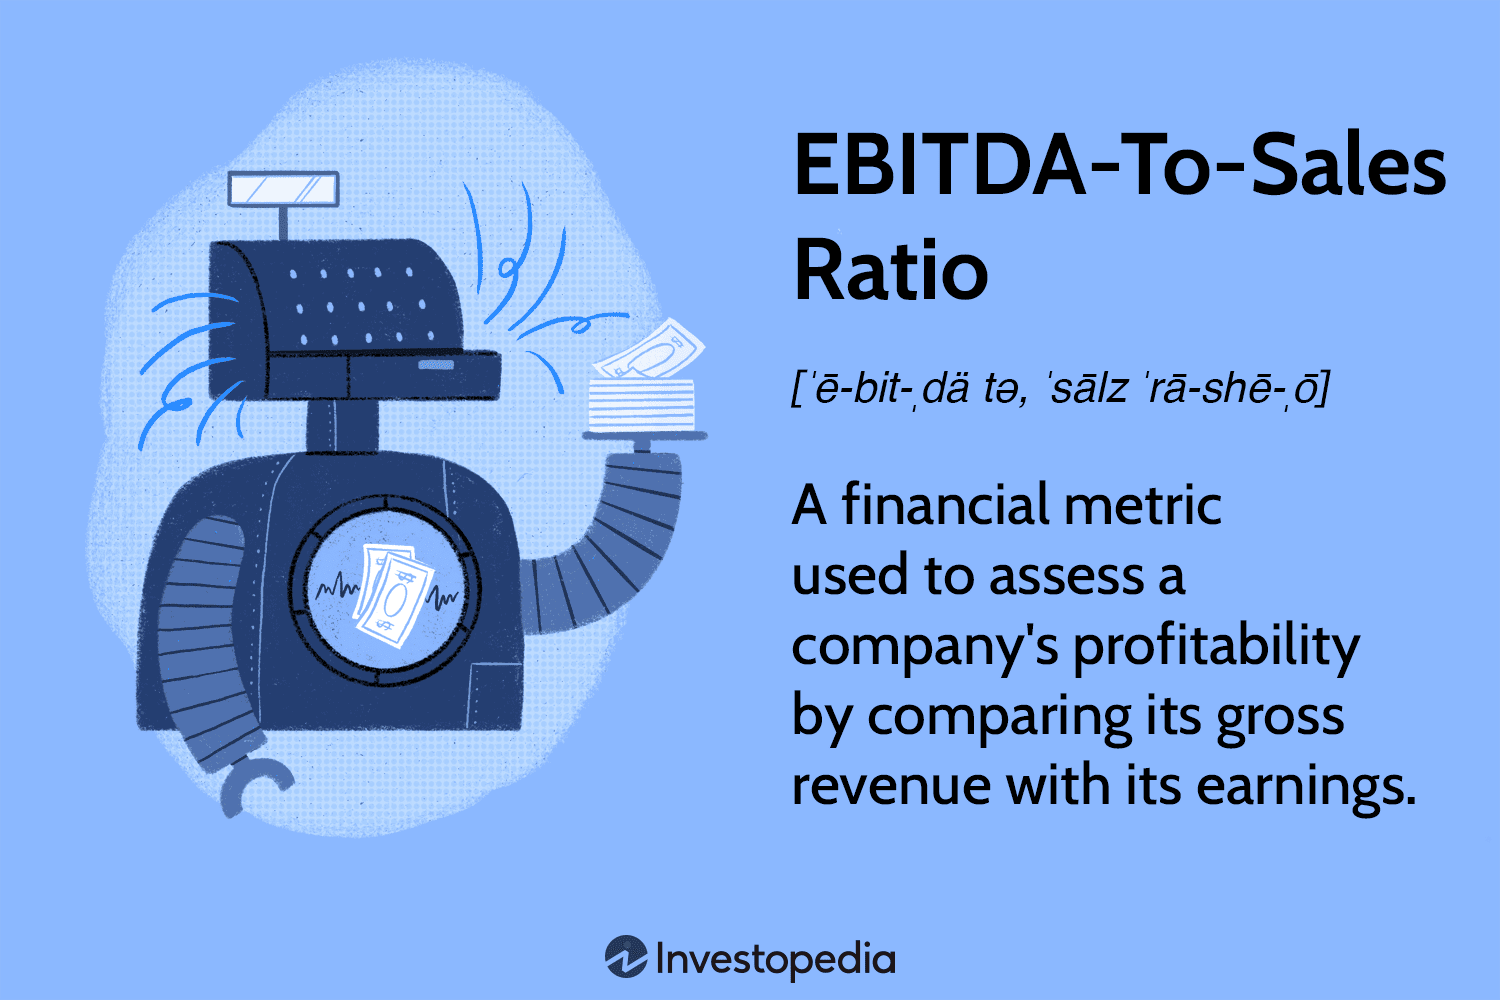 EBITDA-To-Sales
Ratio
[ˈē-bit-ˌdä tə, ˈsālz ˈrā-shē-ˌō]
A financial metric
used to assess a
company's profitability
by comparing its gross
revenue with its earnings.
Investopedia